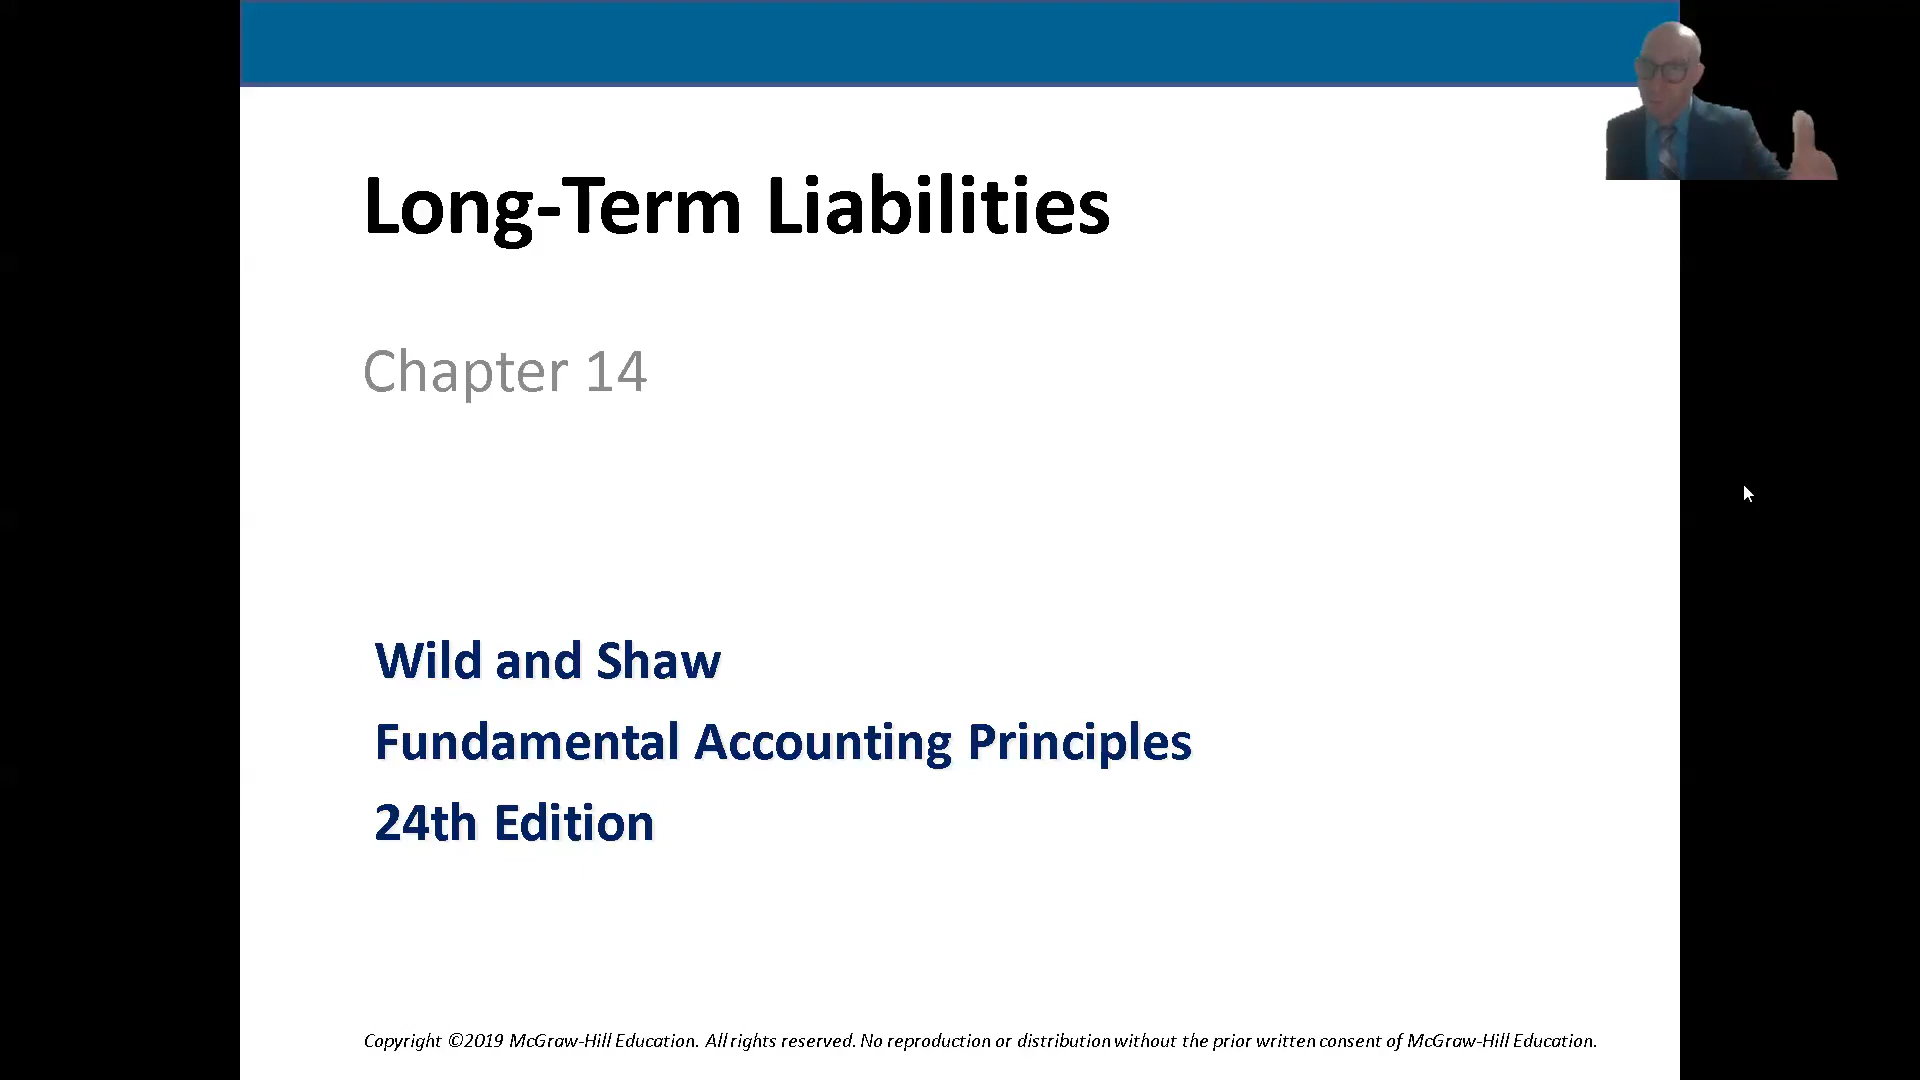 Long-Term Liabilities
Chapter 14
Wild and Shaw
Fundamental Accounting Principles
24th Edition
Copyright ©2019 McGraw-Hill Education. All rights reserved. No reproduction or distribution without the prior written consent of McGraw-Hill Education.